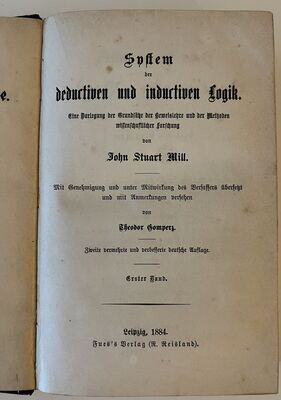 e.
System
der
deductiven und inductiven Logik.
Eine Darlegung der Grundsätze der Beweislehre und der Methoden
wissenschaftlicher Forschung
von
John Stuart Mill.
Mit Genehmigung und unter Mitwirkung des Verfassers übersetzt
und mit Anmerkungen versehen
von
Theodor Gomperz.
Zweite vermehrte und verbesserte deutsche Auflage.
Erster Band.
Leipzig, 1884.
Fues's Verlag (R. Reisland).